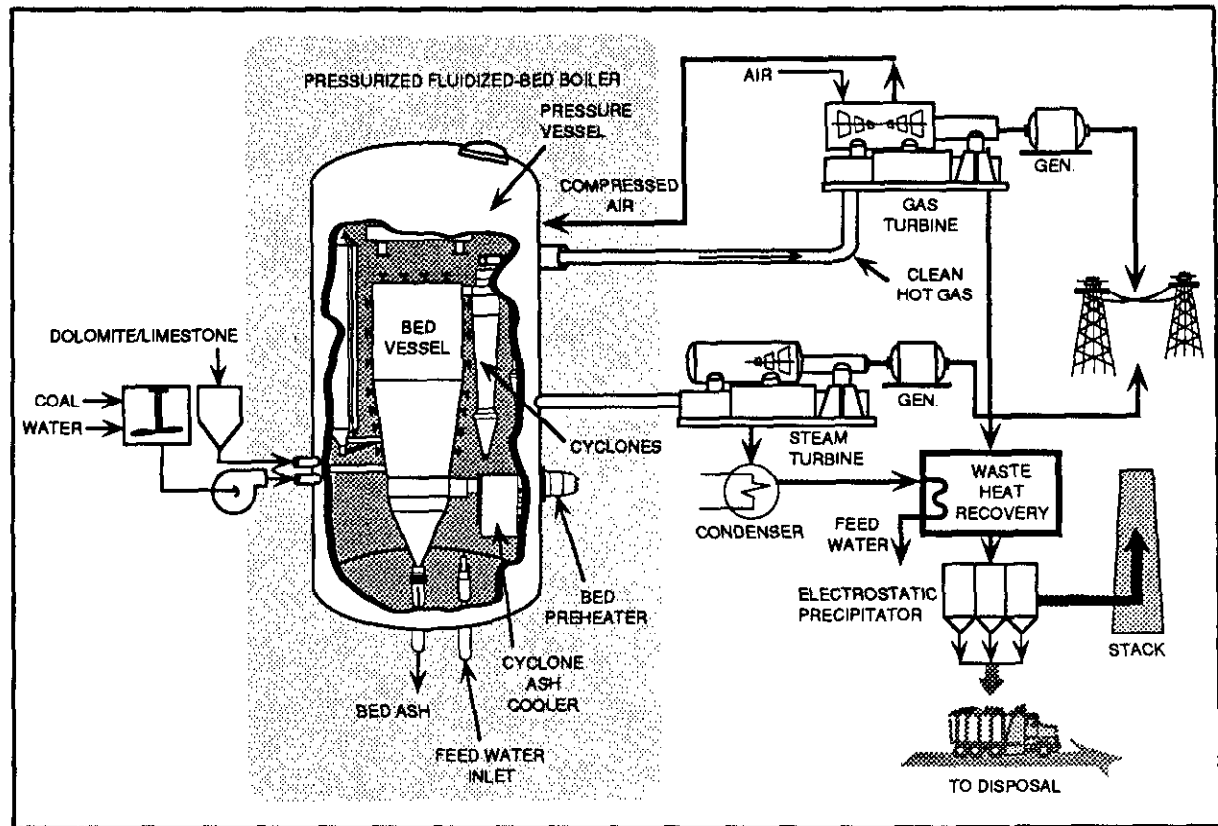 PRESSURIZED FLUIDIZED-BED BOILER
PRESSURE
VESSEL
AIR
COMPRESSED
AIR
GEN.
GAS
TURBINE
CLEAN
HOT GAS
DOLOMITE/LIMESTONE
BED
VESSEL
COAL
WATER
CYCLONES
GEN.
STEAM
TURBINE
CONDENSER
WASTE
HEAT
RECOVERY
FEED
WATER
BED
PREHEATER
ELECTROSTATIC
PRECIPITATOR
STACK
CYCLONE
ASH
COOLER
BED ASH
FEED WATER
INLET
TO DISPOSAL